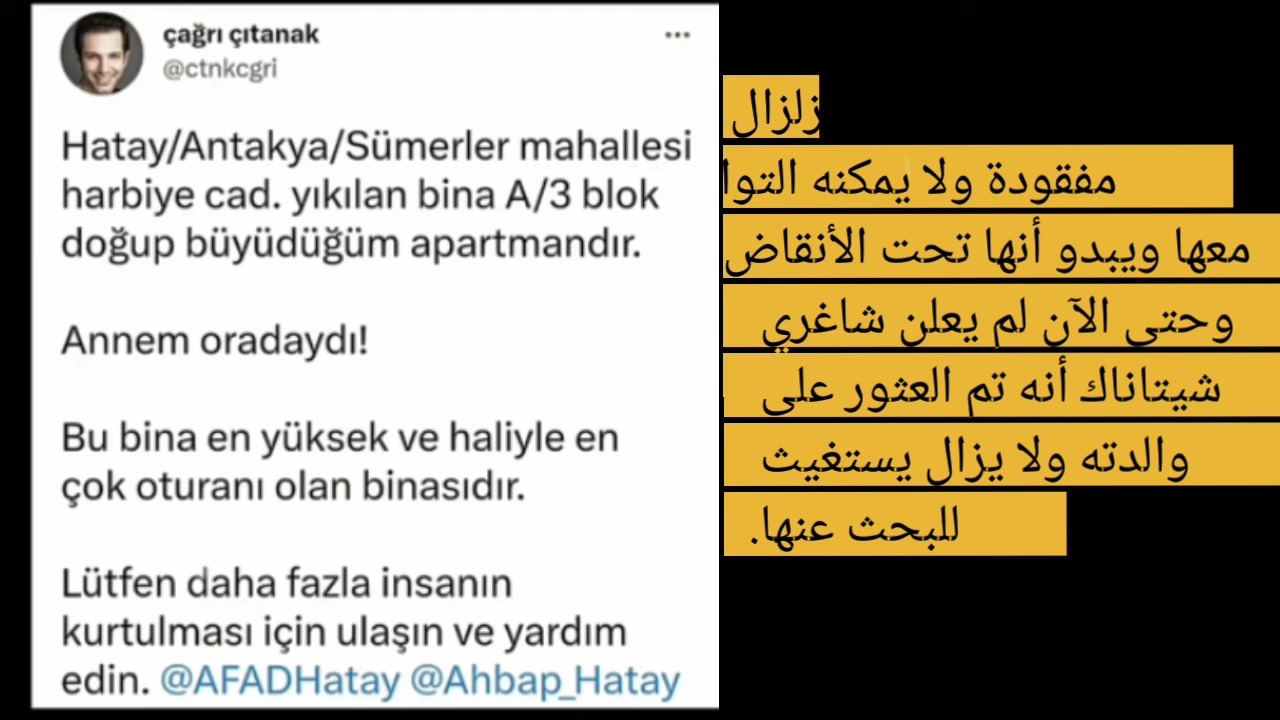 çağrı çıtanak
@ctnkcgri
Hatay/Antakya/Sümerler mahallesi
harbiye cad. yıkılan bina A/3 blok
doğup büyüdüğüm apartmandır.
Annem oradaydı!
Bu bina en yüksek ve haliyle en
çok oturanı olan binasıdır.
Lütfen daha fazla insanın
kurtulması için ulaşın ve yardım
edin. @AFADHatay @Ahbap_Hatay
زلزال
مفقودة ولا يمكنه
معها ويبدو أنها تحت الأنقاض
وحتى الآن لم يعلن شاغري
شيتاناك أنه تم العثور على
والدته ولا يزال يستغيث
للبحث عنها.